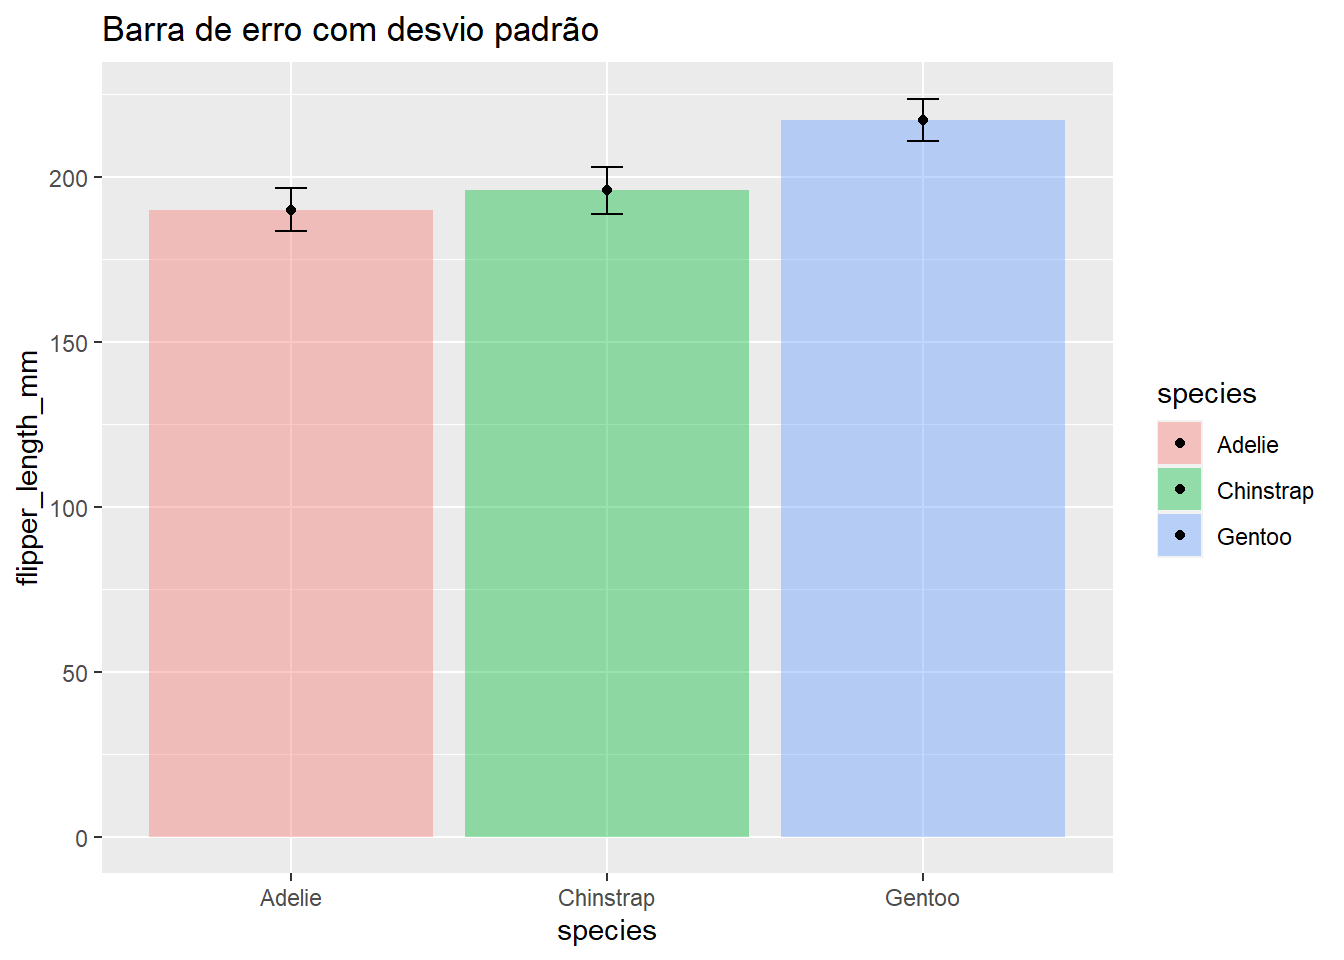 Barra de erro com desvio padrão
flipper_length_mm
200
150
100
50
0
Adelie
Chinstrap
Gentoo
species
species
Adelie
Chinstrap
Gentoo